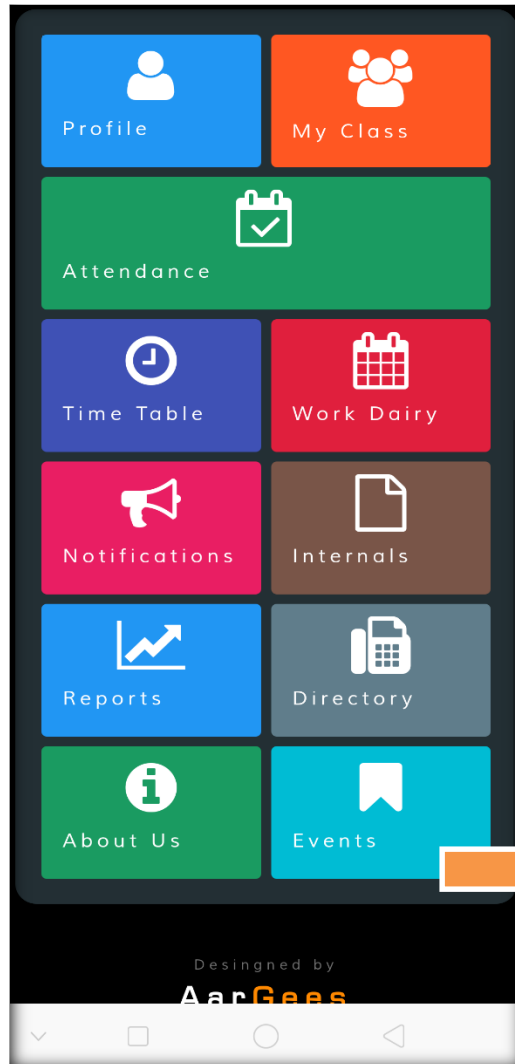 Profile
My Class
Attendance
Time Table
Work Dairy
Notifications
Internals
Reports
Directory
About Us
Events
Desingned by
AarGees